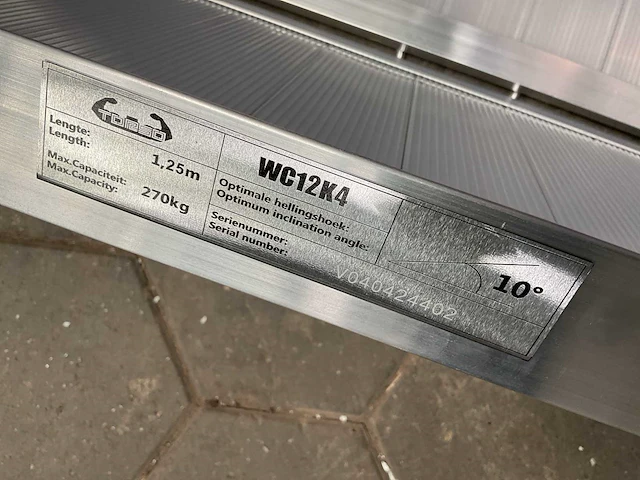 TORSO
Lengte:
Length:
1,25m
Max.Capaciteit:
Max.Capacity:
270kg
WC12K4
Optimale hellingshoek:
Optimum inclination angle:
10°
Serienummer:
Serial number:
V040424402